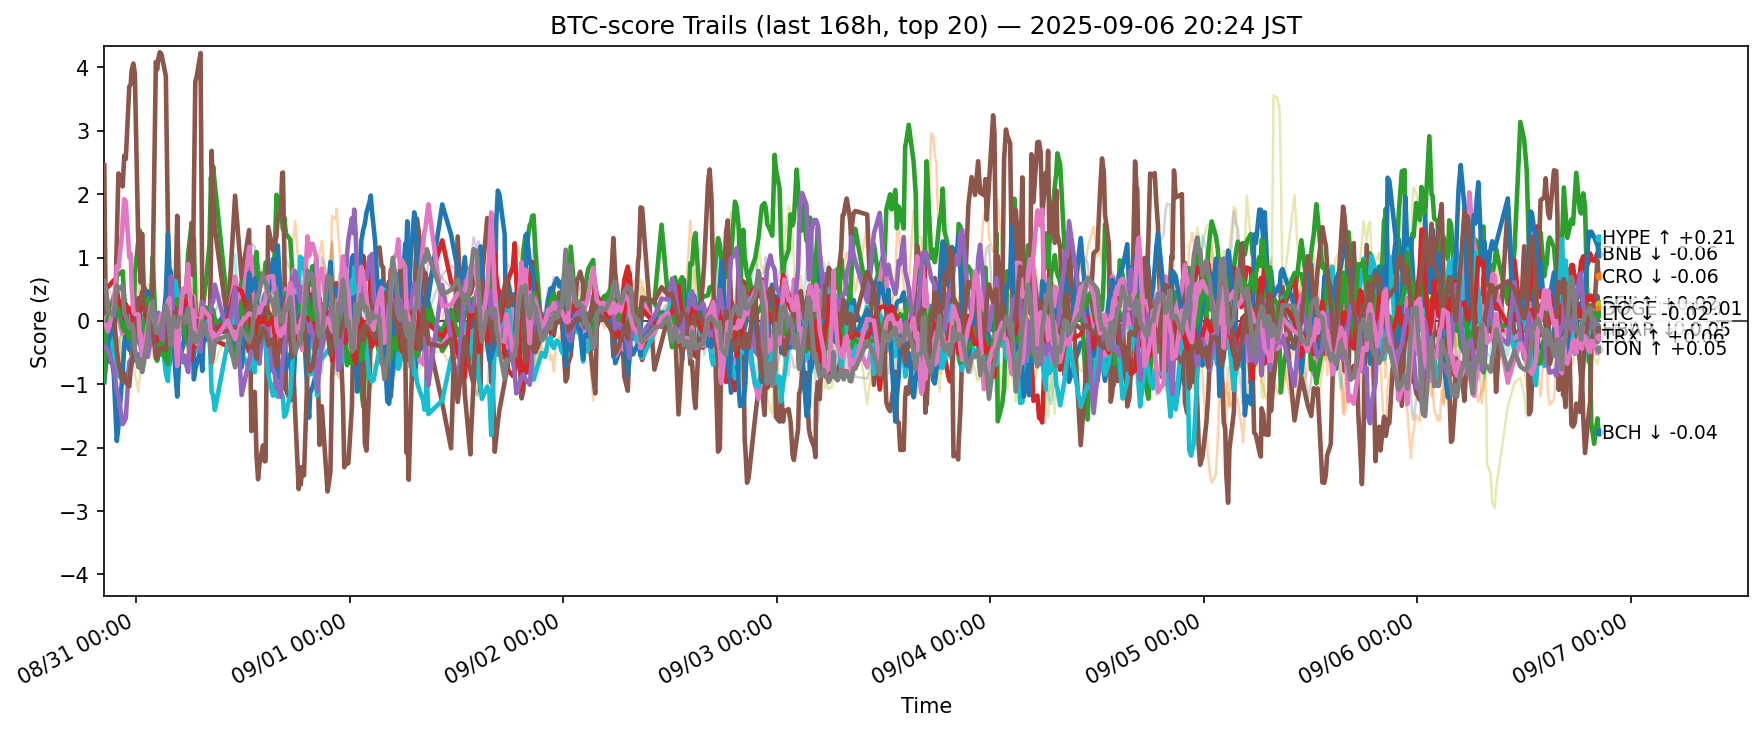 BTC-score Trails (last 168h, top 20) — 2025-09-06 20:24 JST
Score (z)
4
3
2
1
0
−1
−2
−3
−4
HYPE ↑ +0.21
BNB ↓ -0.06
CRO ↓ -0.06
LTC ↓ -0.02
TRX ↑ +0.06
TON ↑ +0.05
BCH ↓ -0.04
08/31 00:00
09/01 00:00
09/02 00:00
09/03 00:00
09/04 00:00
09/05 00:00
09/06 00:00
09/07 00:00
Time